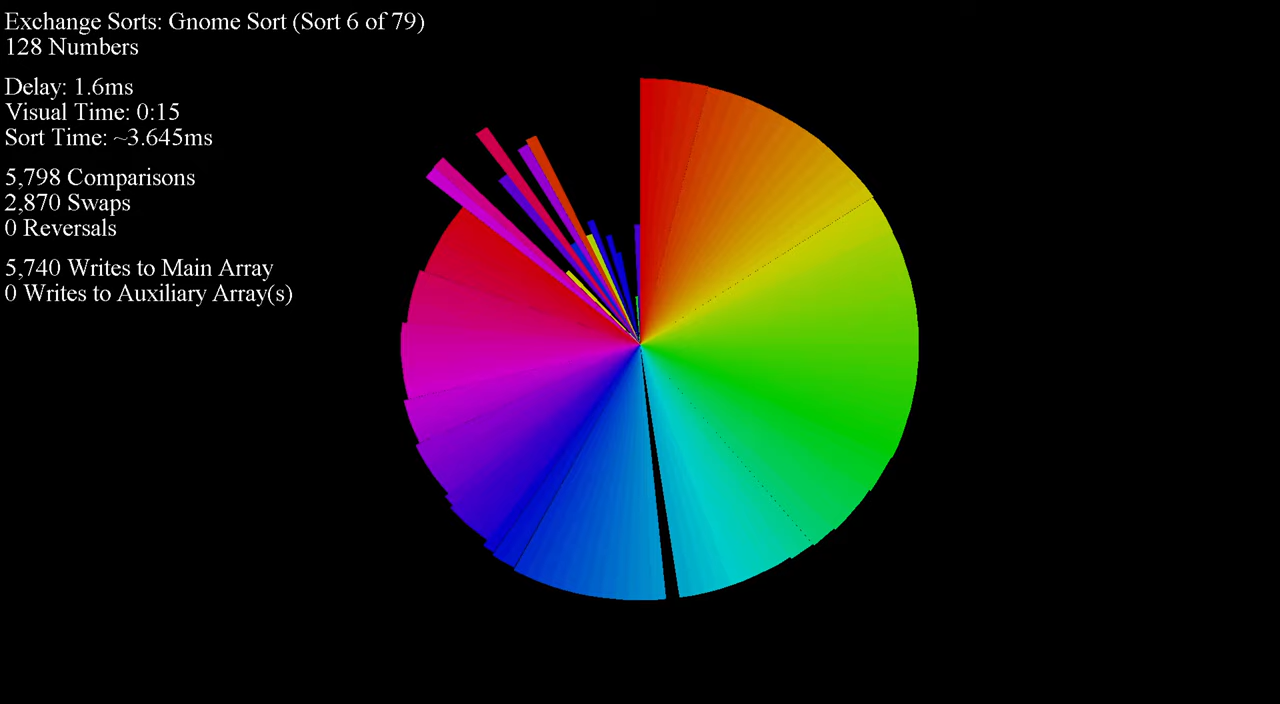 Exchange Sorts: Gnome Sort (Sort 6 of 79)
128 Numbers
Delay: 1.6ms
Visual Time: 0:15
Sort Time: ~3.645ms
5,798 Comparisons
2,870 Swaps
0 Reversals
5,740 Writes to Main Array
0 Writes to Auxiliary Array(s)